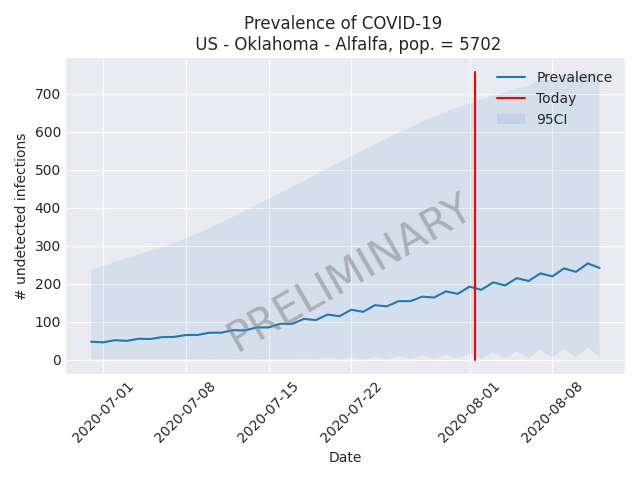 Prevalence of COVID-19
US - Oklahoma - Alfalfa, pop. = 5702
Prevalence
Today
95CI
700
600
500
400
300
200
100
0
# undetected infections
PRELIMINARY
2020-07-01
2020-07-08
2020-07-15
2020-07-22
2020-08-01
2020-08-08
Date